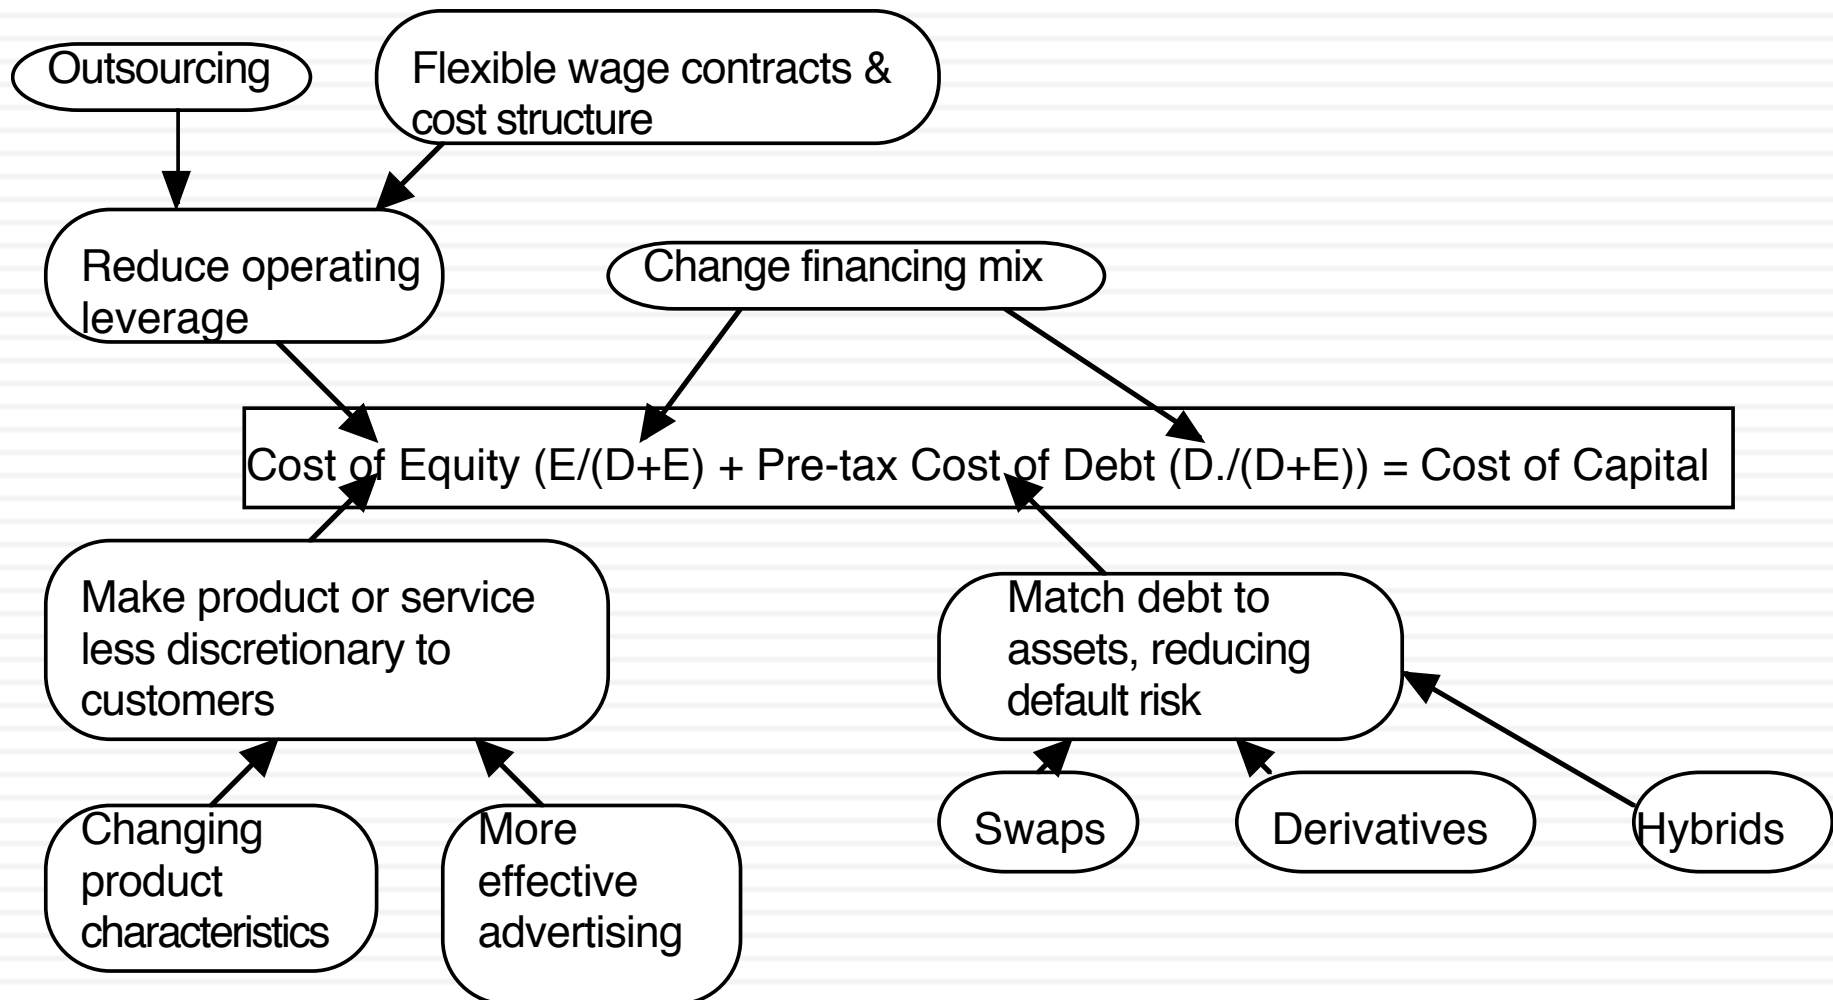 Outsourcing
Flexible wage contracts &
cost structure
Reduce operating
leverage
Change financing mix
Cost of Equity (E/(D+E) + Pre-tax Cost of Debt (D./(D+E)) = Cost of Capital
Make product or service
less discretionary to
customers
Match debt to
assets, reducing
default risk
Changing
product
characteristics
More
effective
advertising
Swaps
Derivatives
Hybrids